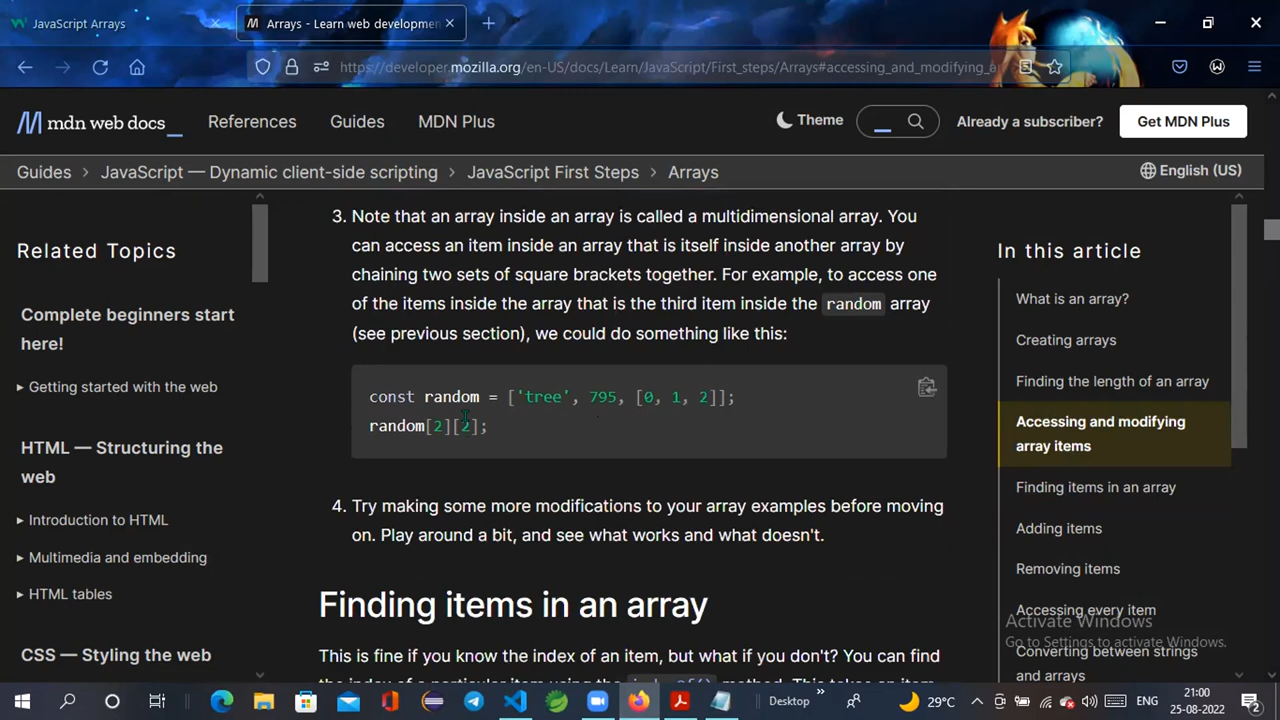 JavaScript Arrays
Arrays - Learn web developmen
https://developer.mozilla.org/en-US/docs/Learn/JavaScript/First_steps/Arrays#accessing_and_modifying_a
mdn web docs
References
Guides
MDN Plus
Theme
Already a subscriber?
Get MDN Plus
Guides > JavaScript — Dynamic client-side scripting > JavaScript First Steps > Arrays
English (US)
Related Topics
Complete beginners start
here!
Getting started with the web
HTML — Structuring the
web
Introduction to HTML
Multimedia and embedding
HTML tables
CSS — Styling the web
3. Note that an array inside an array is called a multidimensional array. You
can access an item inside an array that is itself inside another array by
chaining two sets of square brackets together. For example, to access one
of the items inside the array that is the third item inside the random array
(see previous section), we could do something like this:
const random = ['tree', 795, [0, 1, 2]];
random[2][2];
4. Try making some more modifications to your array examples before moving
on. Play around a bit, and see what works and what doesn't.
Finding items in an array
This is fine if you know the index of an item, but what if you don't? You can find
In this article
What is an array?
Creating arrays
Finding the length of an array
Accessing and modifying
array items
Finding items in an array
Adding items
Removing items
Accessing every item
Converting between strings
and arrays
Activate Windows
Go to Settings to activate Windows.
Desktop
29°C
ENG
21:00
25-08-2022
2